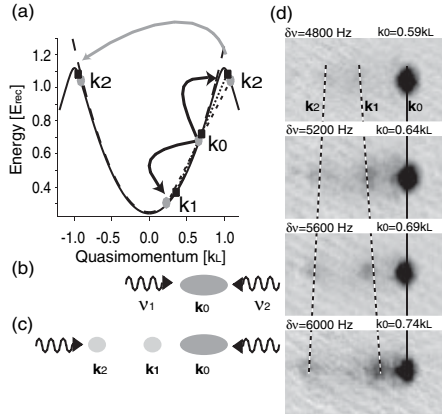 (a)
Energy [Erec]
1.2
1.0
0.8
0.6
0.4
k2
k2
k0
k1
-1.0 -0.5 0.0 0.5 1.0
Quasimomentum [kL]
(b)
ν1 k0 ν2
(c)
k2 k1 k0
(d)
δν=4800 Hz k0=0.59kL
k2 k1 k0
δν=5200 Hz k0=0.64kL
δν=5600 Hz k0=0.69kL
δν=6000 Hz k0=0.74kL